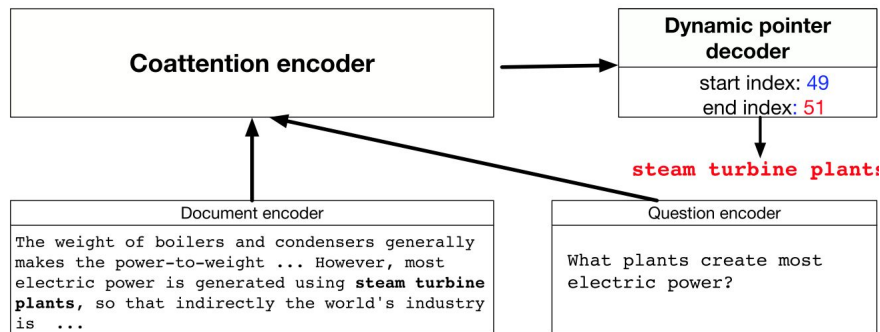 Coattention encoder
Dynamic pointer
decoder
start index: 49
end index: 51
steam turbine plants
Document encoder
The weight of boilers and condensers generally
makes the power-to-weight ... However, most
electric power is generated using steam turbine
plants, so that indirectly the world's industry
is ...
Question encoder
What plants create most
electric power?